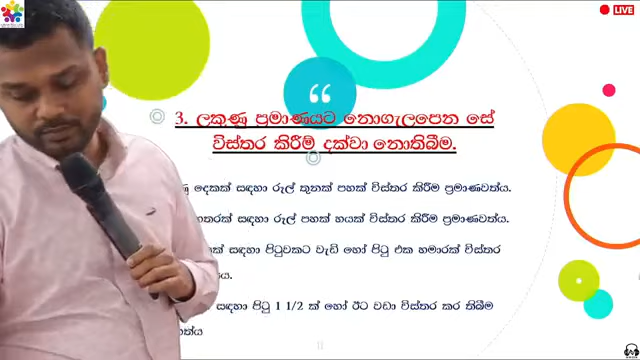 LIVE
“
3. ලකුණු ප්‍රමාණයට නොගැලපෙන සේ
විස්තර කිරීම් දක්වා නොතිබීම.
දෙකක් සඳහා රූල් තුනක් පහක් විස්තර කිරීම ප්‍රමාණවත්ය.
සඳහා රූල් පහක් හයක් විස්තර කිරීම ප්‍රමාණවත්ය.
සඳහා පිටුවකට වැඩි හෝ පිටු එක හමාරක් විස්තර
සඳහා පිටු 1 1/2 ක් හෝ ඊට වඩා විස්තර කර තිබීම
11